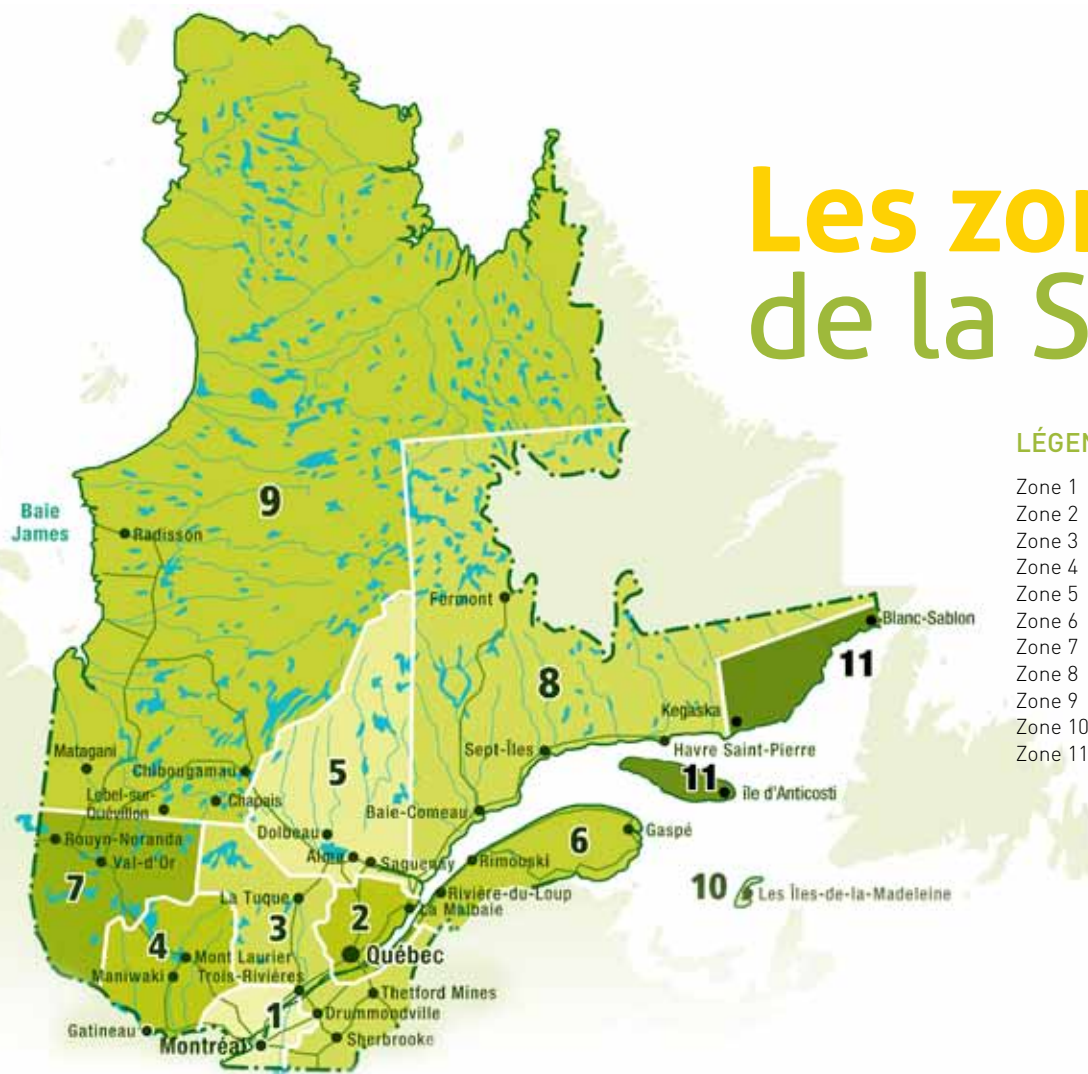 Les zon
de la S
LÉGEN
Zone 1
Zone 2
Zone 3
Zone 4
Zone 5
Zone 6
Zone 7
Zone 8
Zone 9
Zone 10
Zone 11
9
Baie
James
Radisson
Fermont
Blanc-Sablon
11
8
Kegaska
Sept-Îles
Havre Saint-Pierre
Matagani
Chibougamau
5
11
île d'Anticosti
Lebel-sur-
Quévillon
Chapais
Baie-Comeau
Dolbeau
6
Gaspé
Rouyn-Noranda
Val-d'Or
Alma
Saguenay
Rimouski
7
10
Les Îles-de-la-Madeleine
La Tuque
Rivière-du-Loup
La Malbaie
2
3
4
Québec
Mont Laurier
Maniwaki
Trois-Rivières
Thetford Mines
1
Drummondville
Gatineau
Montréal
Sherbrooke